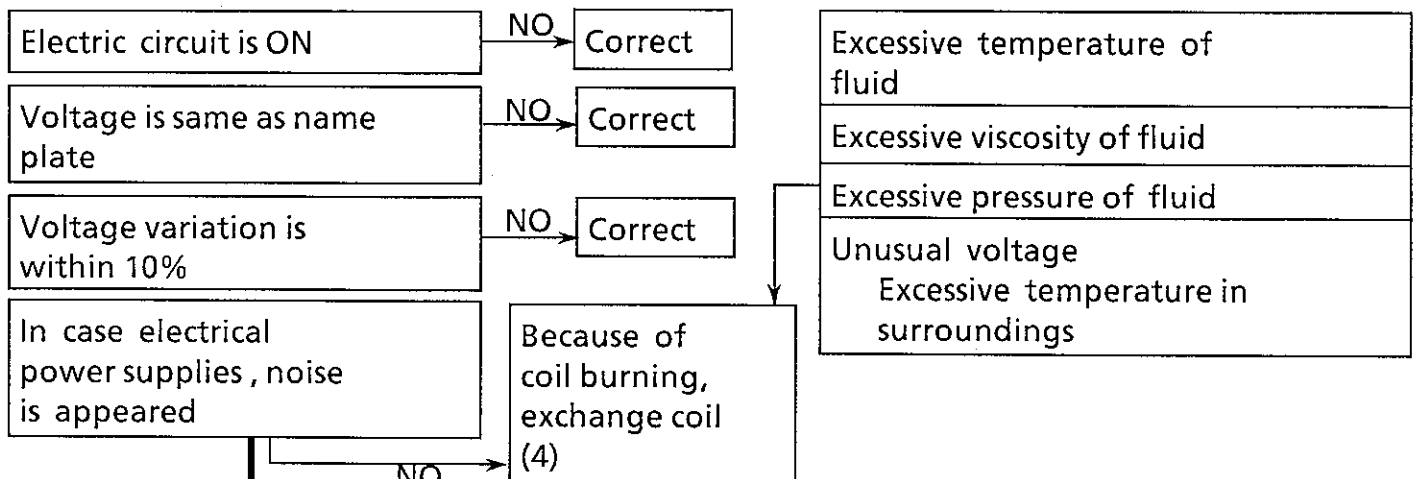 Electric circuit is ON
NO
Correct
Voltage is same as name
plate
NO
Correct
Voltage variation is
within 10%
NO
Correct
In case electrical
power supplies , noise
is appeared
NO
Because of
coil burning,
exchange coil
(4)
Excessive temperature of
fluid
Excessive viscosity of fluid
Excessive pressure of fluid
Unusual voltage
Excessive temperature in
surroundings